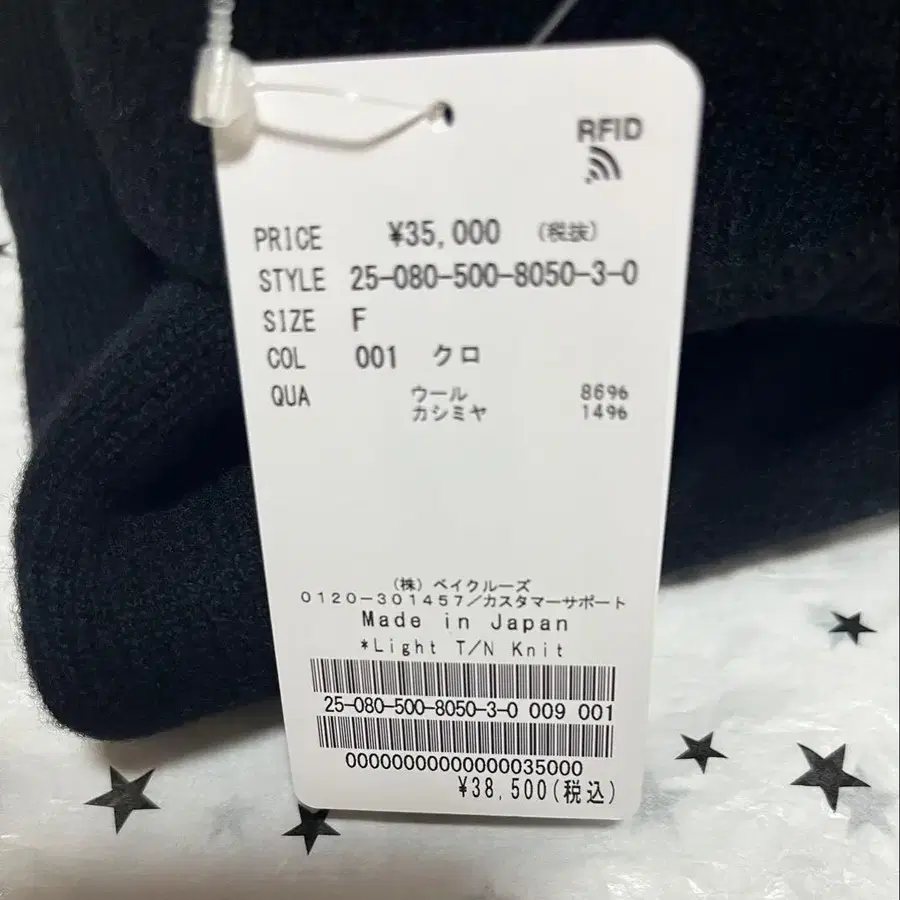 RFID
PRICE ¥35,000 (税抜)
STYLE 25-080-500-8050-3-0
SIZE F
COL 001 クロ
QUA ウール 86%
カシミヤ 14%
(株) ベイクルーズ
0120-301457/カスタマーサポート
Made in Japan
*Light T/N Knit
25-080-500-8050-3-0 009 001
00000000000000035000
¥38,500(税込)